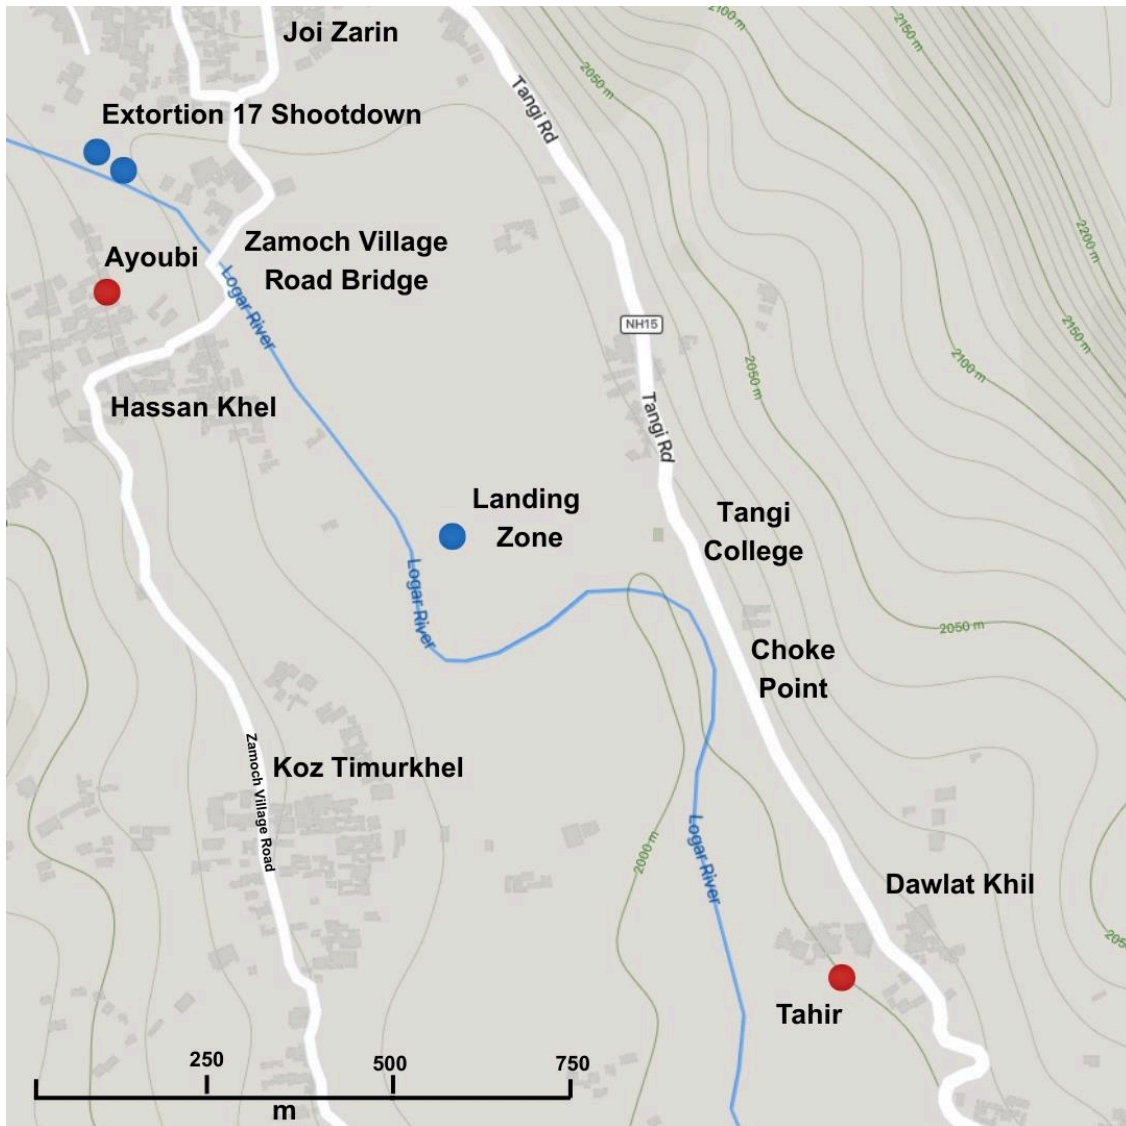 Joi Zarin
2100 m
2150 m
2050 m
Tangi Rd
Extortion 17 Shootdown
2200 m
Ayoubi
Zamoch Village
Road Bridge
Logar River
NH15
2150 m
2100 m
2050 m
Hassan Khel
Tangi Rd
Landing
Zone
Tangi
College
Logar River
2050 m
Choke
Point
Zamoch Village Road
Koz Timurkhel
2000 m
Logar River
Dawlat Khil
Tahir
250
500
750
m